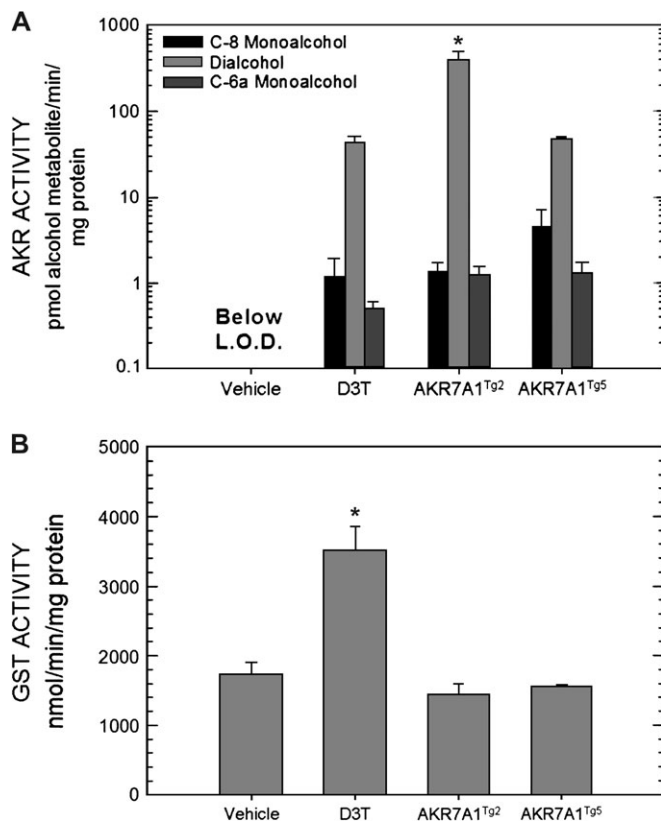 A
AKR ACTIVITY
pmol alcohol metabolite/min/
mg protein
1000
100
10
1
0.1
C-8 Monoalcohol
Dialcohol
C-6a Monoalcohol
*
Below
L.O.D.
Vehicle D3T AKR7A1Tg2 AKR7A1Tg5
B
GST ACTIVITY
nmol/min/mg protein
5000
4000
3000
2000
1000
0
*
Vehicle D3T AKR7A1Tg2 AKR7A1Tg5